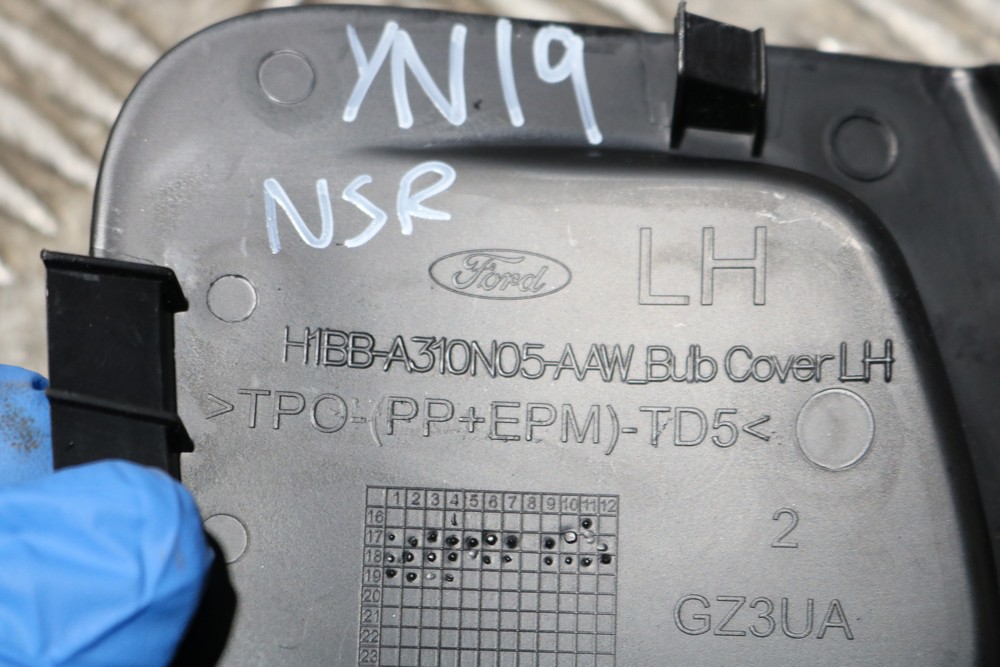 YN19
NSR
Ford
LH
H1BB-A310N05-AAW_Bulb Cover LH
>TPO-(PP+EPM)-TD5<
1 2 3 4 5 6 7 8 9 10 11 12
16
17
18
19
20
21
22
23
2
GZ3UA